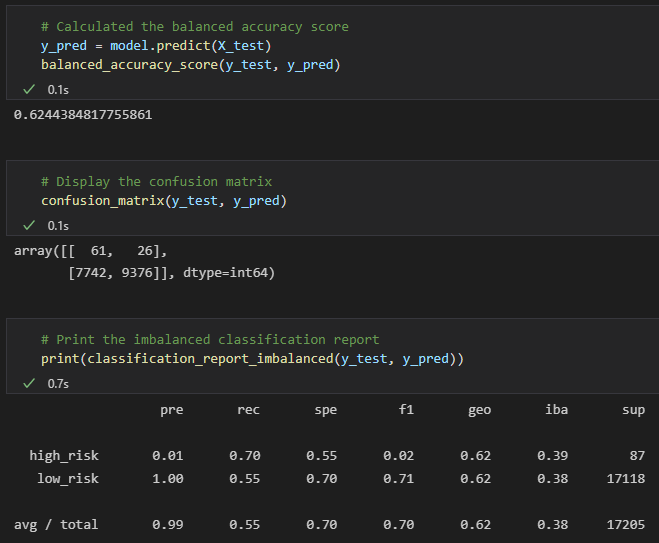 # Calculated the balanced accuracy score
y_pred = model.predict(X_test)
balanced_accuracy_score(y_test, y_pred)
0.1s
0.6244384817755861
# Display the confusion matrix
confusion_matrix(y_test, y_pred)
0.1s
array([[  61,   26],
       [7742, 9376]], dtype=int64)
# Print the imbalanced classification report
print(classification_report_imbalanced(y_test, y_pred))
0.7s
pre rec spe f1 geo iba sup
high_risk 0.01 0.70 0.55 0.02 0.62 0.39 87
low_risk 1.00 0.55 0.70 0.71 0.62 0.38 17118
avg / total 0.99 0.55 0.70 0.70 0.62 0.38 17205